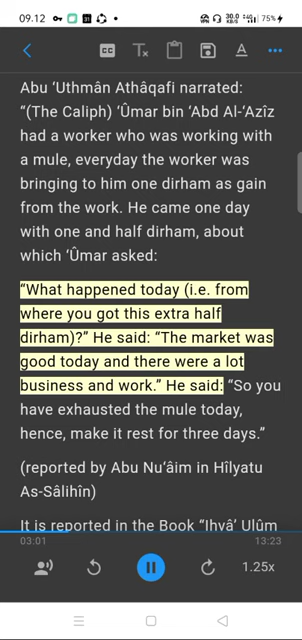 09.12
31
30.0
KB/S
4G
75%
CC
Abu ‘Uthmân Athâqafi narrated:
“(The Caliph) ‘Ûmar bin ‘Abd Al-‘Azîz
had a worker who was working with
a mule, everyday the worker was
bringing to him one dirham as gain
from the work. He came one day
with one and half dirham, about
which ‘Ûmar asked:
“What happened today (i.e. from
where you got this extra half
dirham)?” He said: “The market was
good today and there were a lot
business and work.” He said: “So you
have exhausted the mule today,
hence, make it rest for three days.”
(reported by Abu Nu‘âim in Hîlyatu
As-Sâlihîn)
It is reported in the Book “Ihyâ’ Ulûm
03:01
13:23
1.25x